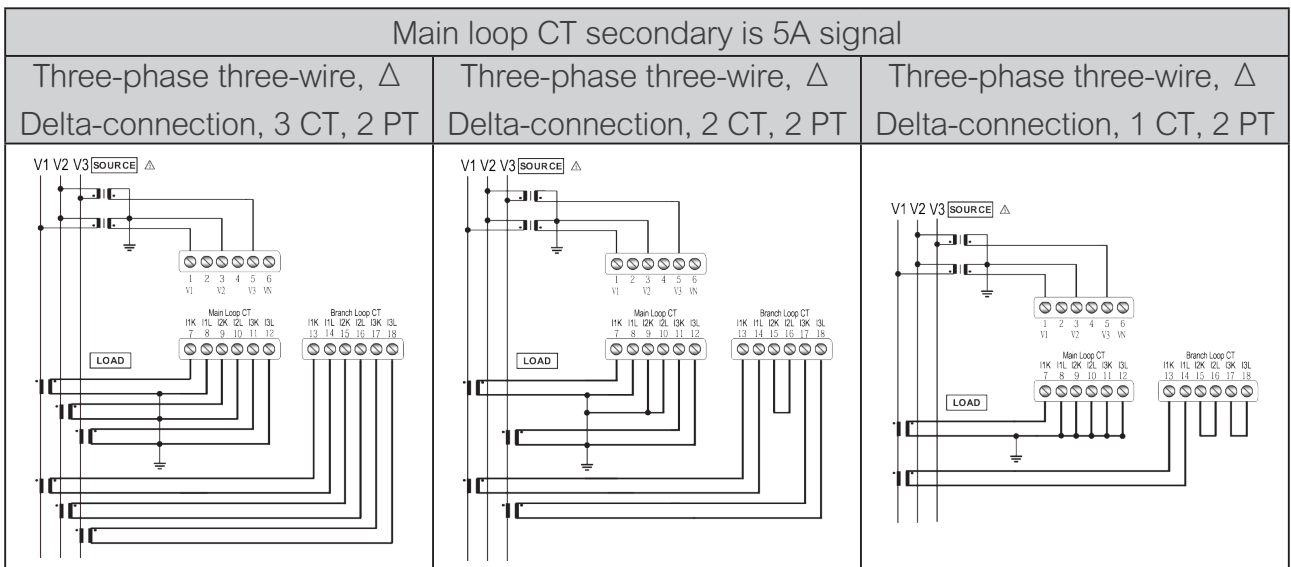 Main loop CT secondary is 5A signal
Three-phase three-wire, △
Delta-connection, 3 CT, 2 PT
Three-phase three-wire, △
Delta-connection, 2 CT, 2 PT
Three-phase three-wire, △
Delta-connection, 1 CT, 2 PT
V1 V2 V3 SOURCE ⚠
1 2 3 4 5 6
V1 V2 V3 VN
Main Loop CT
I1K I1L I2K I2L I3K I3L
7 8 9 10 11 12
Branch Loop CT
I1K I1L I2K I2L I3K I3L
13 14 15 16 17 18
LOAD
V1 V2 V3 SOURCE ⚠
1 2 3 4 5 6
V1 V2 V3 VN
Main Loop CT
I1K I1L I2K I2L I3K I3L
7 8 9 10 11 12
Branch Loop CT
I1K I1L I2K I2L I3K I3L
13 14 15 16 17 18
LOAD
V1 V2 V3 SOURCE ⚠
1 2 3 4 5 6
V1 V2 V3 VN
Main Loop CT
I1K I1L I2K I2L I3K I3L
7 8 9 10 11 12
Branch Loop CT
I1K I1L I2K I2L I3K I3L
13 14 15 16 17 18
LOAD